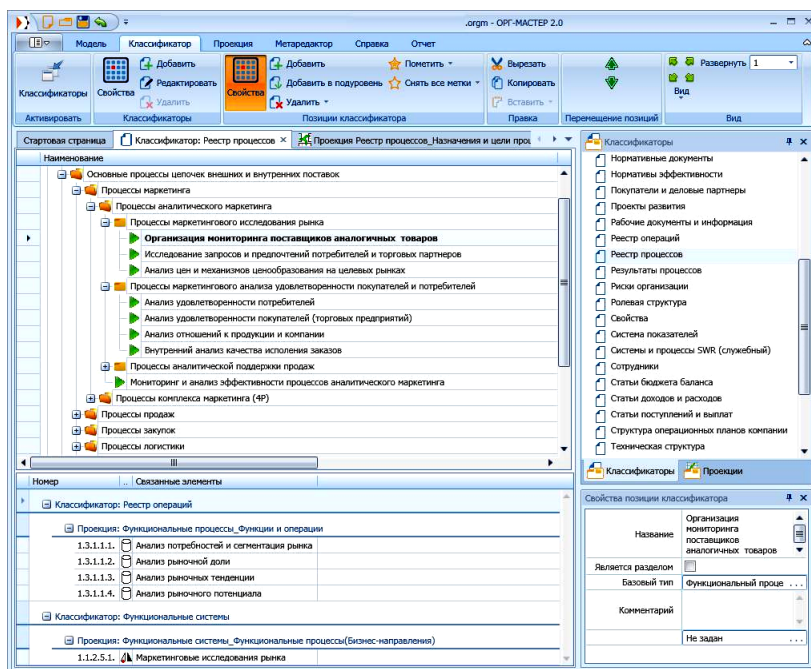 .orgm - ОРГ-МАСТЕР 2.0
Модель Классификатор Проекция Метаредактор Справка Отчет
Классификаторы
Свойства
Добавить
Редактировать
Удалить
Свойства
Добавить
Добавить в подуровень
Удалить
Пометить
Снять все метки
Вырезать
Копировать
Вставить
Развернуть 1
Вид
Активировать Классификаторы Позиции классификатора Правка Перемещение позиций Вид
Стартовая страница Классификатор: Реестр процессов Проекция Реестр процессов_Назначения и цели проц
Наименование
Основные процессы цепочек внешних и внутренних поставок
Процессы маркетинга
Процессы аналитического маркетинга
Процессы маркетингового исследования рынка
Организация мониторинга поставщиков аналогичных товаров
Исследование запросов и предпочтений потребителей и торговых партнеров
Анализ цен и механизмов ценообразования на целевых рынках
Процессы маркетингового анализа удовлетворенности покупателей и потребителей
Анализ удовлетворенности потребителей
Анализ удовлетворенности покупателей (торговых предприятий)
Анализ отношений к продукции и компании
Внутренний анализ качества исполения заказов
Процессы аналитической поддержки продаж
Мониторинг и анализ эффективности процессов аналитического маркетинга
Процессы комплекса маркетинга (4P)
Процессы продаж
Процессы закупок
Процессы логистики
Номер .. Связанные элементы
Классификатор: Реестр операций
Проекция: Функциональные процессы_Функции и операции
1.3.1.1.1. Анализ потребностей и сегментация рынка
1.3.1.1.2. Анализ рыночной доли
1.3.1.1.3. Анализ рыночных тенденции
1.3.1.1.4. Анализ рыночного потенциала
Классификатор: Функциональные системы
Проекция: Функциональные системы_Функциональные процессы(Бизнес-направления)
1.1.2.5.1. Маркетинговые исследования рынка
Классификаторы
Нормативные документы
Нормативы эффективности
Покупатели и деловые партнеры
Проекты развития
Рабочие документы и информация
Реестр операций
Реестр процессов
Результаты процессов
Риски организации
Ролевая структура
Свойства
Система показателей
Системы и процессы SWR (служебный)
Сотрудники
Статьи бюджета баланса
Статьи доходов и расходов
Статьи поступлений и выплат
Структура операционных планов компании
Техническая структура
Классификаторы Проекции
Свойства позиции классификатора
Название
Организация
мониторинга
поставщиков
аналогичных товаров
Является разделом
Базовый тип Функциональный проце ...
Комментарий
Не задан ...